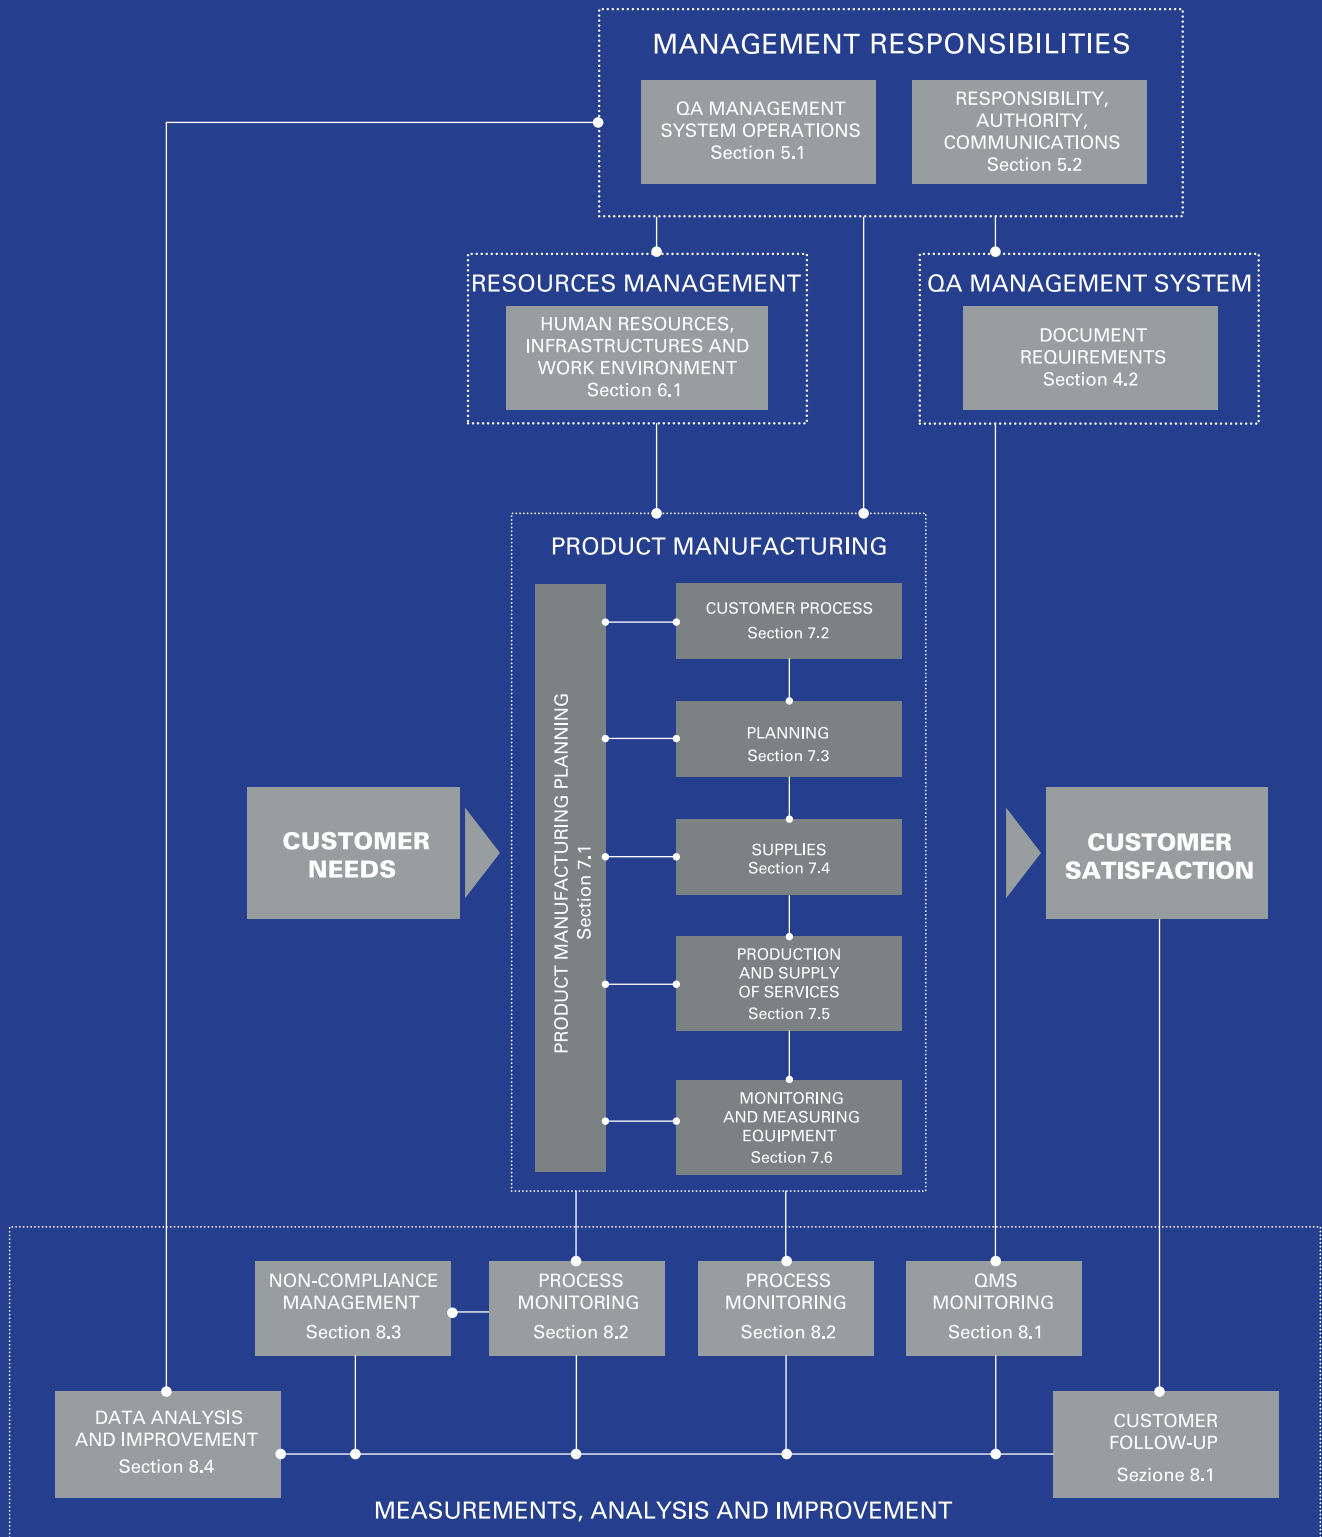 MANAGEMENT RESPONSIBILITIES
QA MANAGEMENT
SYSTEM OPERATIONS
Section 5.1
RESPONSIBILITY,
AUTHORITY,
COMMUNICATIONS
Section 5.2
RESOURCES MANAGEMENT
HUMAN RESOURCES,
INFRASTRUCTURES AND
WORK ENVIRONMENT
Section 6.1
QA MANAGEMENT SYSTEM
DOCUMENT
REQUIREMENTS
Section 4.2
PRODUCT MANUFACTURING
PRODUCT MANUFACTURING PLANNING
Section 7.1
CUSTOMER PROCESS
Section 7.2
PLANNING
Section 7.3
SUPPLIES
Section 7.4
PRODUCTION
AND SUPPLY
OF SERVICES
Section 7.5
MONITORING
AND MEASURING
EQUIPMENT
Section 7.6
CUSTOMER
NEEDS
CUSTOMER
SATISFACTION
NON-COMPLIANCE
MANAGEMENT
Section 8.3
PROCESS
MONITORING
Section 8.2
PROCESS
MONITORING
Section 8.2
QMS
MONITORING
Section 8.1
DATA ANALYSIS
AND IMPROVEMENT
Section 8.4
CUSTOMER
FOLLOW-UP
Sezione 8.1
MEASUREMENTS, ANALYSIS AND IMPROVEMENT